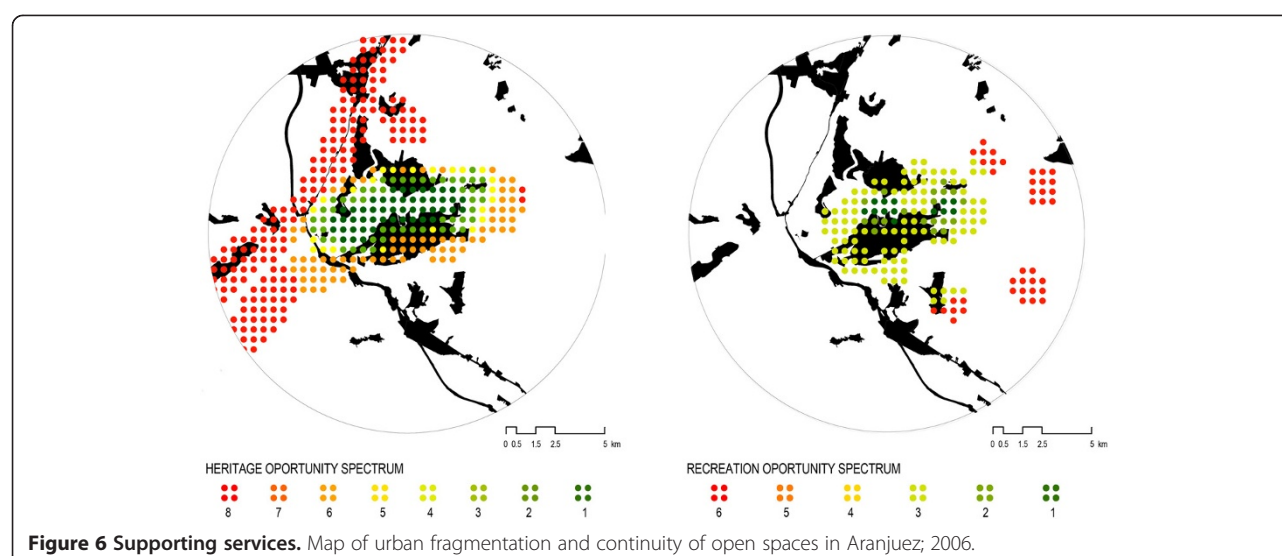 0 0.5 1.5 2.5 5 km
0 0.5 1.5 2.5 5 km
HERITAGE OPORTUNITY SPECTRUM
8 7 6 5 4 3 2 1
RECREATION OPORTUNITY SPECTRUM
6 5 4 3 2 1
Figure 6 Supporting services. Map of urban fragmentation and continuity of open spaces in Aranjuez; 2006.